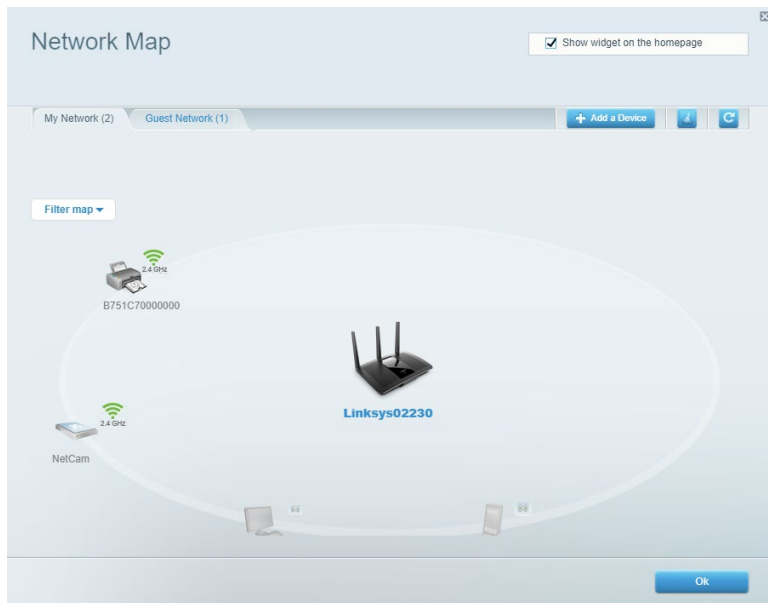 Network Map
Show widget on the homepage
My Network (2)
Guest Network (1)
Add a Device
Filter map
2.4 GHz
B751C70000000
Linksys02230
2.4 GHz
NetCam
Ok